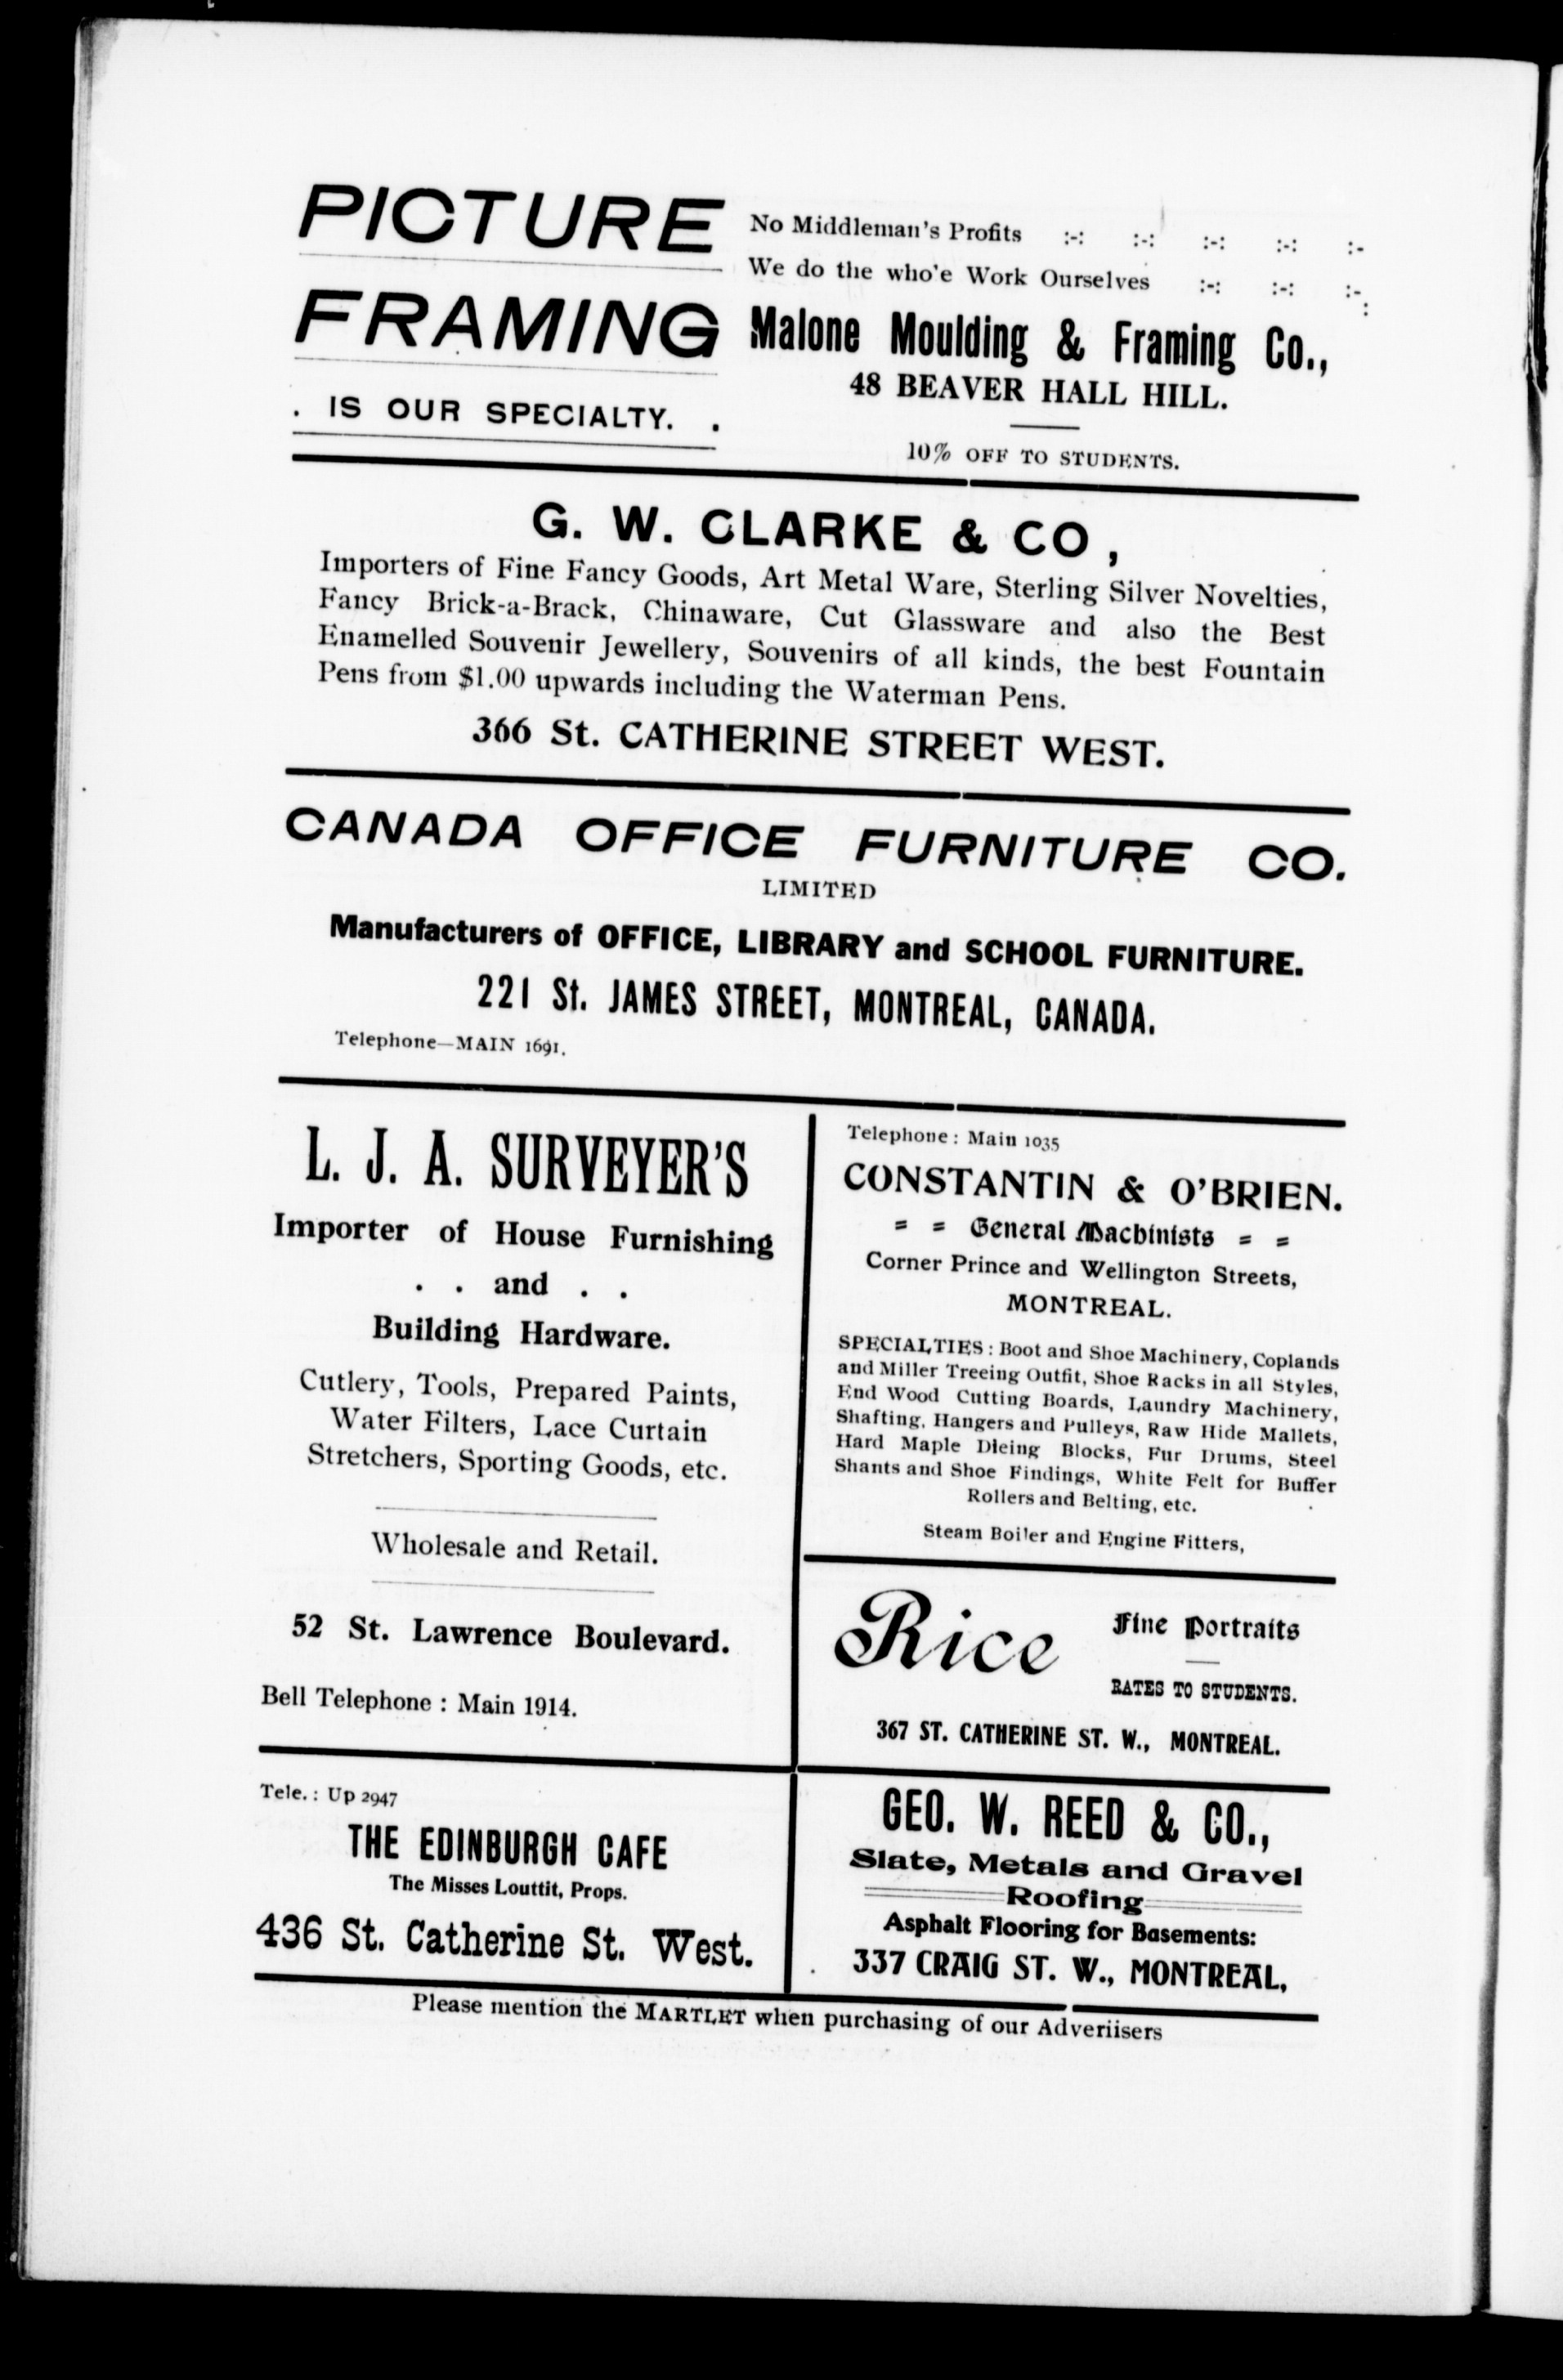 PICTURE
FRAMING
. IS OUR SPECIALTY. .
No Middleman's Profits :-: :-: :-: :-: :-
We do the who'e Work Ourselves :-: :-: :-:
Malone Moulding & Framing Co.,
48 BEAVER HALL HILL.
10% OFF TO STUDENTS.
G. W. CLARKE & CO ,
Importers of Fine Fancy Goods, Art Metal Ware, Sterling Silver Novelties,
Fancy Brick-a-Brack, Chinaware, Cut Glassware and also the Best
Enamelled Souvenir Jewellery, Souvenirs of all kinds, the best Fountain
Pens from $1.00 upwards including the Waterman Pens.
366 St. CATHERINE STREET WEST.
CANADA OFFICE FURNITURE CO.
LIMITED
Manufacturers of OFFICE, LIBRARY and SCHOOL FURNITURE.
221 St. JAMES STREET, MONTREAL, CANADA.
Telephone—MAIN 1691.
L. J. A. SURVEYER'S
Importer of House Furnishing
. . and . .
Building Hardware.
Cutlery, Tools, Prepared Paints,
Water Filters, Lace Curtain
Stretchers, Sporting Goods, etc.
Wholesale and Retail.
52 St. Lawrence Boulevard.
Bell Telephone : Main 1914.
Telephone : Main 1035
CONSTANTIN & O'BRIEN.
= = General Machinists = =
Corner Prince and Wellington Streets,
MONTREAL.
SPECIALTIES : Boot and Shoe Machinery, Coplands
and Miller Treeing Outfit, Shoe Racks in all Styles,
End Wood Cutting Boards, Laundry Machinery,
Shafting, Hangers and Pulleys, Raw Hide Mallets,
Hard Maple Dieing Blocks, Fur Drums, Steel
Shants and Shoe Findings, White Felt for Buffer
Rollers and Belting, etc.
Steam Boiler and Engine Fitters,
Rice
Fine Portraits
RATES TO STUDENTS.
367 ST. CATHERINE ST. W., MONTREAL.
Tele. : Up 2947
THE EDINBURGH CAFE
The Misses Louttit, Props.
436 St. Catherine St. West.
GEO. W. REED & CO.,
Slate, Metals and Gravel
Roofing
Asphalt Flooring for Basements:
337 CRAIG ST. W., MONTREAL,
Please mention the MARTLET when purchasing of our Adveriisers